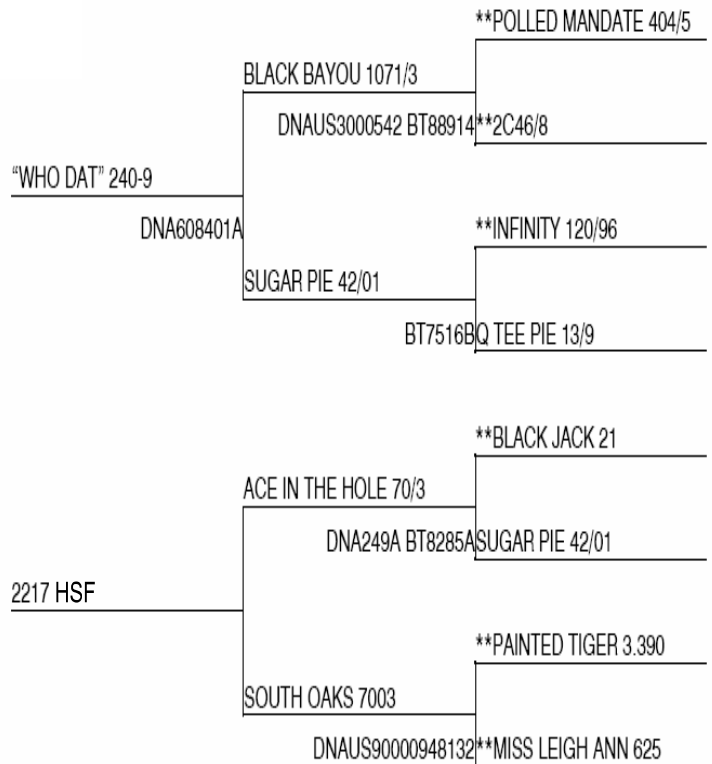 **POLLED MANDATE 404/5
BLACK BAYOU 1071/3
DNAUS3000542 BT88914 **2C46/8
“WHO DAT” 240-9
DNA608401A
**INFINITY 120/96
SUGAR PIE 42/01
BT7516BQ TEE PIE 13/9
**BLACK JACK 21
ACE IN THE HOLE 70/3
DNA249A BT8285A SUGAR PIE 42/01
2217 HSF
**PAINTED TIGER 3.390
SOUTH OAKS 7003
DNAUS90000948132 **MISS LEIGH ANN 625